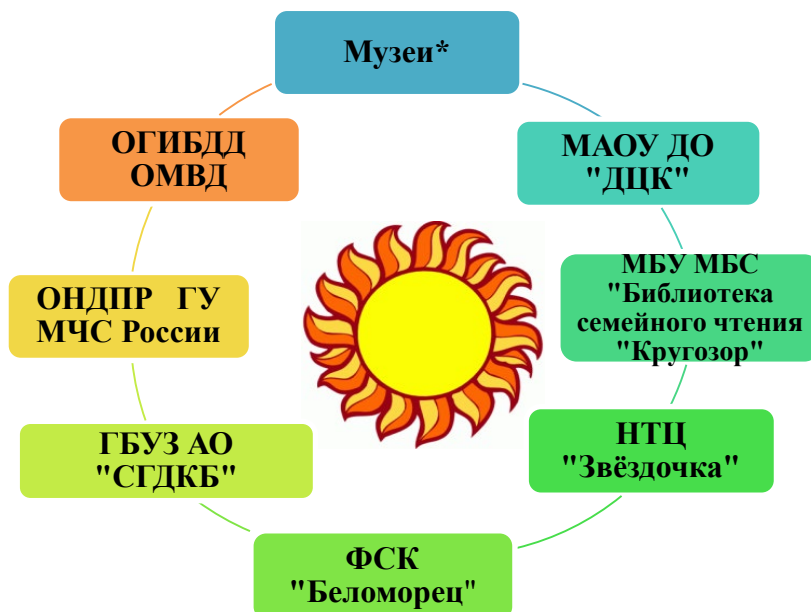 Музеи*
МАОУ ДО
"ДЦК"
МБУ МБС
"Библиотека
семейного чтения
"Кругозор"
НТЦ
"Звёздочка"
ФСК
"Беломорец"
ГБУЗ АО
"СГДКБ"
ОНДПР ГУ
МЧС России
ОГИБДД
ОМВД